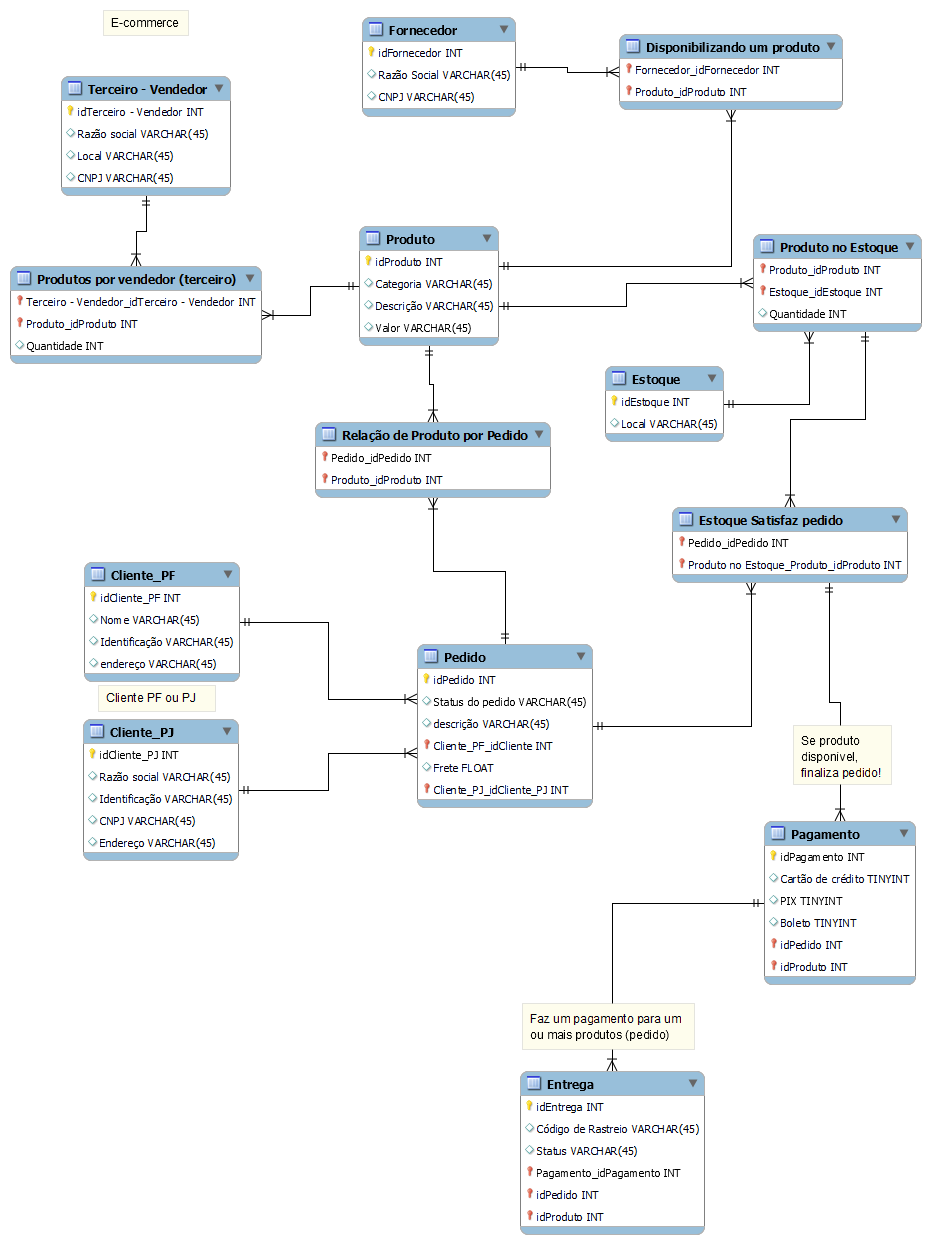 E-commerce
Fornecedor
idFornecedor INT
Razão Social VARCHAR(45)
CNPJ VARCHAR(45)
Disponibilizando um produto
Fornecedor_idFornecedor INT
Produto_idProduto INT
Terceiro - Vendedor
idTerceiro - Vendedor INT
Razão social VARCHAR(45)
Local VARCHAR(45)
CNPJ VARCHAR(45)
Produto
idProduto INT
Categoria VARCHAR(45)
Descrição VARCHAR(45)
Valor VARCHAR(45)
Produto no Estoque
Produto_idProduto INT
Estoque_idEstoque INT
Quantidade INT
Produtos por vendedor (terceiro)
Terceiro - Vendedor_idTerceiro - Vendedor INT
Produto_idProduto INT
Quantidade INT
Estoque
idEstoque INT
Local VARCHAR(45)
Relação de Produto por Pedido
Pedido_idPedido INT
Produto_idProduto INT
Estoque Satisfaz pedido
Pedido_idPedido INT
Produto no Estoque_Produto_idProduto INT
Cliente_PF
idCliente_PF INT
Nome VARCHAR(45)
Identificação VARCHAR(45)
endereço VARCHAR(45)
Cliente PF ou PJ
Cliente_PJ
idCliente_PJ INT
Razão social VARCHAR(45)
Identificação VARCHAR(45)
CNPJ VARCHAR(45)
Endereço VARCHAR(45)
Pedido
idPedido INT
Status do pedido VARCHAR(45)
descrição VARCHAR(45)
Cliente_PF_idCliente INT
Frete FLOAT
Cliente_PJ_idCliente_PJ INT
Se produto
disponivel,
finaliza pedido!
Pagamento
idPagamento INT
Cartão de crédito TINYINT
PIX TINYINT
Boleto TINYINT
idPedido INT
idProduto INT
Faz um pagamento para um
ou mais produtos (pedido)
Entrega
idEntrega INT
Código de Rastreio VARCHAR(45)
Status VARCHAR(45)
Pagamento_idPagamento INT
idPedido INT
idProduto INT